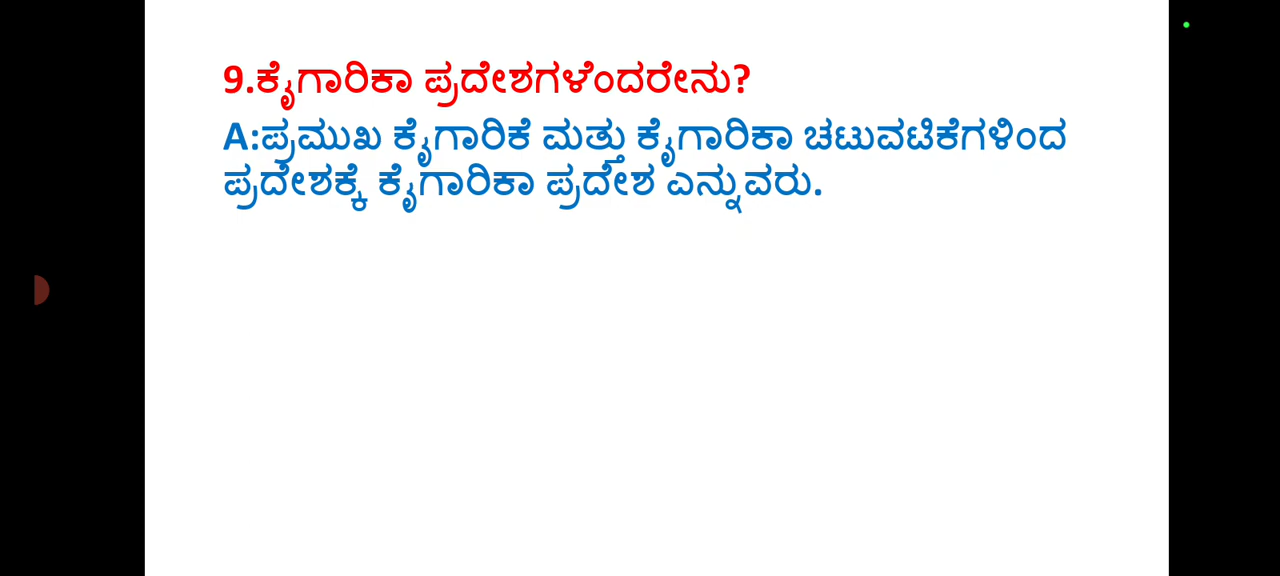 9.ಕೈಗಾರಿಕಾ ಪ್ರದೇಶಗಳೆಂದರೇನು?
A:ಪ್ರಮುಖ ಕೈಗಾರಿಕೆ ಮತ್ತು ಕೈಗಾರಿಕಾ ಚಟುವಟಿಕೆಗಳಿಂದ
ಪ್ರದೇಶಕ್ಕೆ ಕೈಗಾರಿಕಾ ಪ್ರದೇಶ ಎನ್ನುವರು.